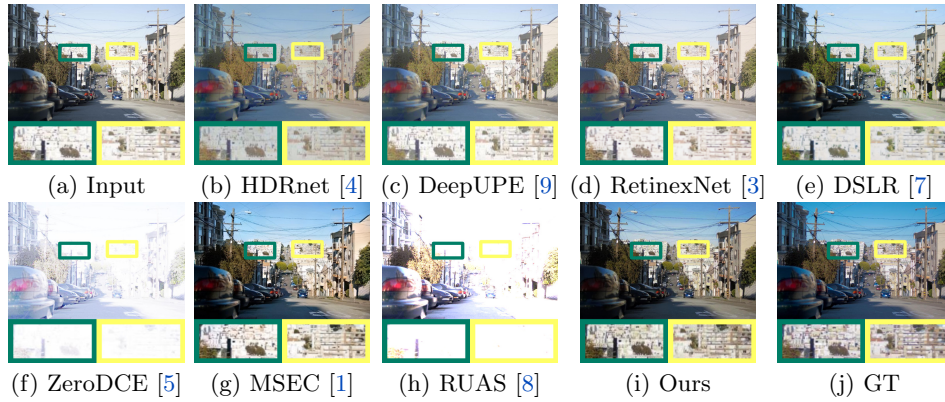 (a) Input (b) HDRnet [4] (c) DeepUPE [9] (d) RetinexNet [3] (e) DSLR [7]
(f) ZeroDCE [5] (g) MSEC [1] (h) RUAS [8] (i) Ours (j) GT